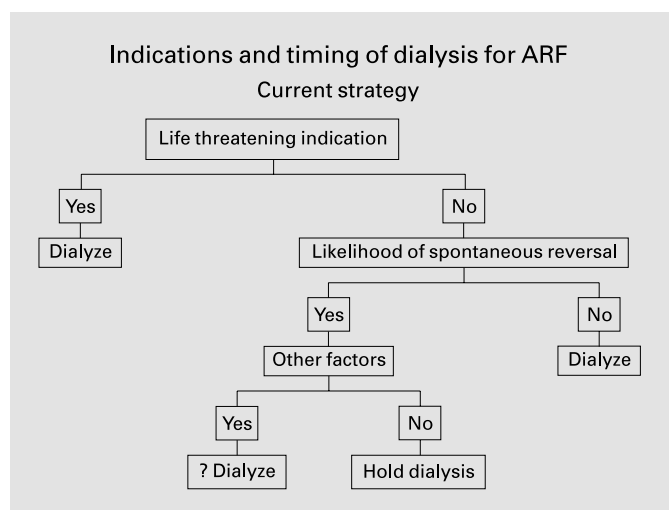 Indications and timing of dialysis for ARF
Current strategy
Life threatening indication
Yes
No
Dialyze
Likelihood of spontaneous reversal
Yes
No
Other factors
Dialyze
Yes
No
? Dialyze
Hold dialysis